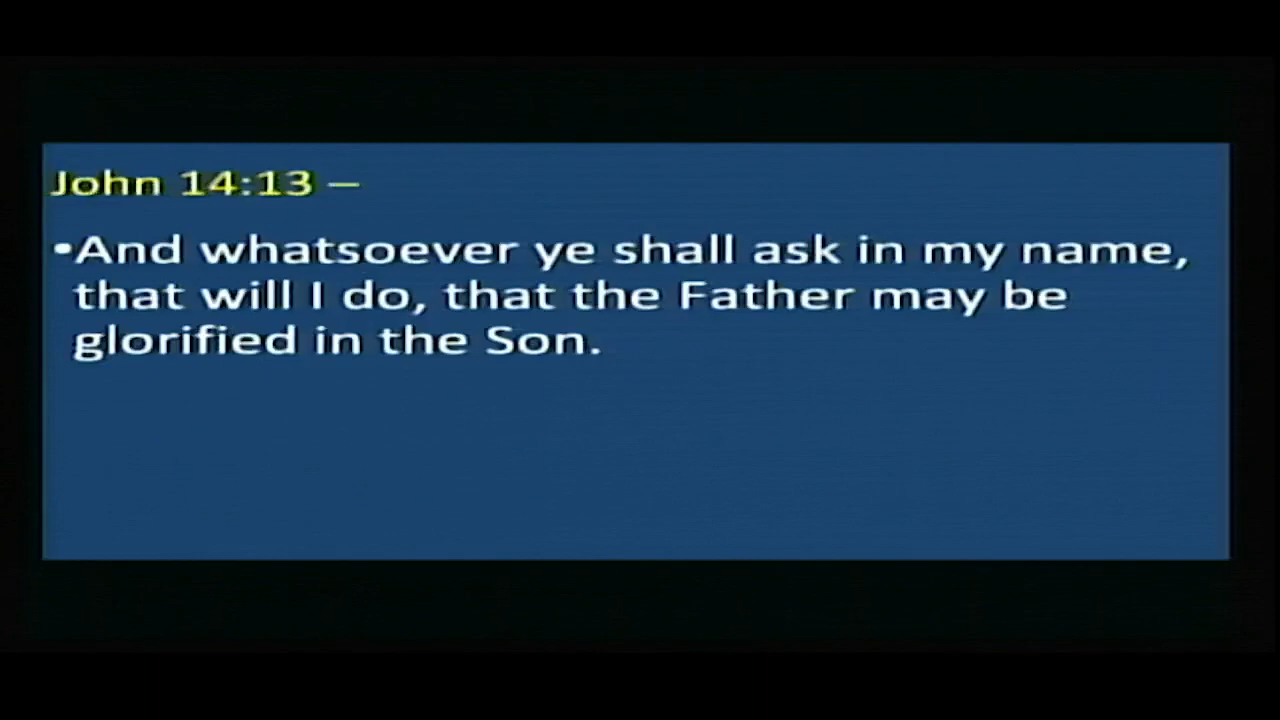 John 14:13 –
•And whatsoever ye shall ask in my name,
that will I do, that the Father may be
glorified in the Son.